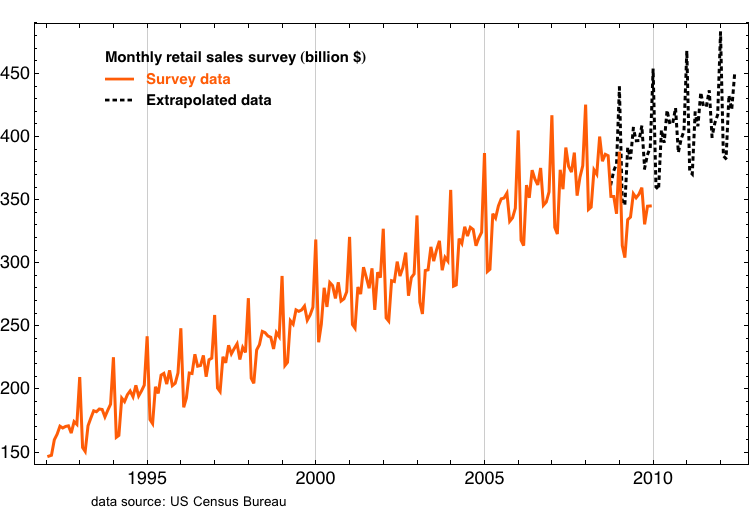 Monthly retail sales survey (billion $)
Survey data
Extrapolated data
450
400
350
300
250
200
150
1995 2000 2005 2010
data source: US Census Bureau